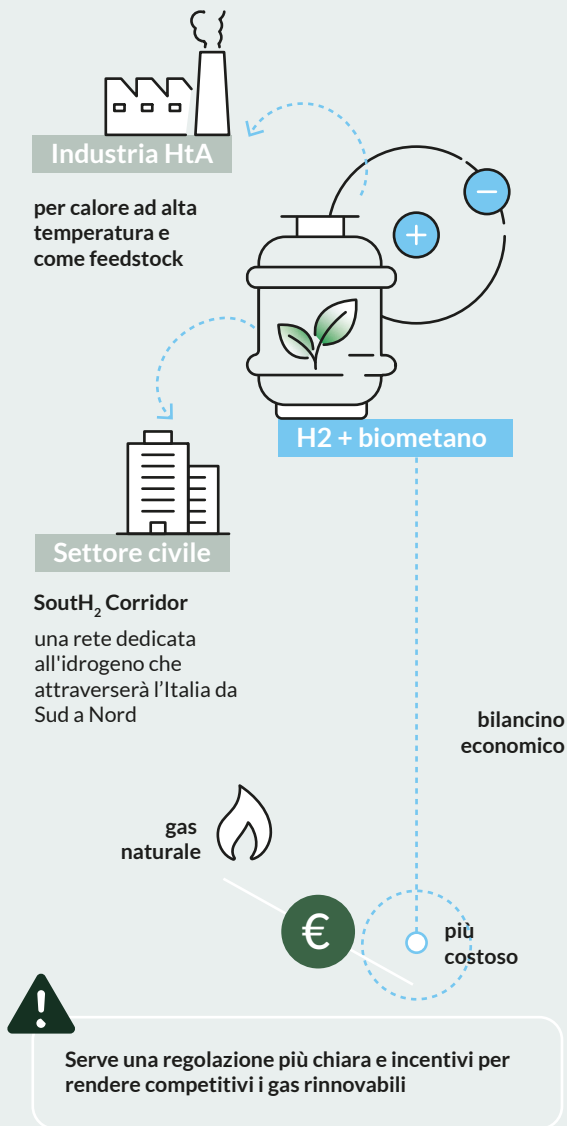 Industria HtA
per calore ad alta
temperatura e
come feedstock
H2 + biometano
Settore civile
SoutH₂ Corridor
una rete dedicata
all'idrogeno che
attraverserà l’Italia da
Sud a Nord
bilancino
economico
gas
naturale
€
più
costoso
!
Serve una regolazione più chiara e incentivi per
rendere competitivi i gas rinnovabili